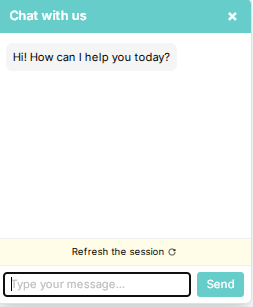 Chat with us
Hi! How can I help you today?
Refresh the session
Type your message...
Send